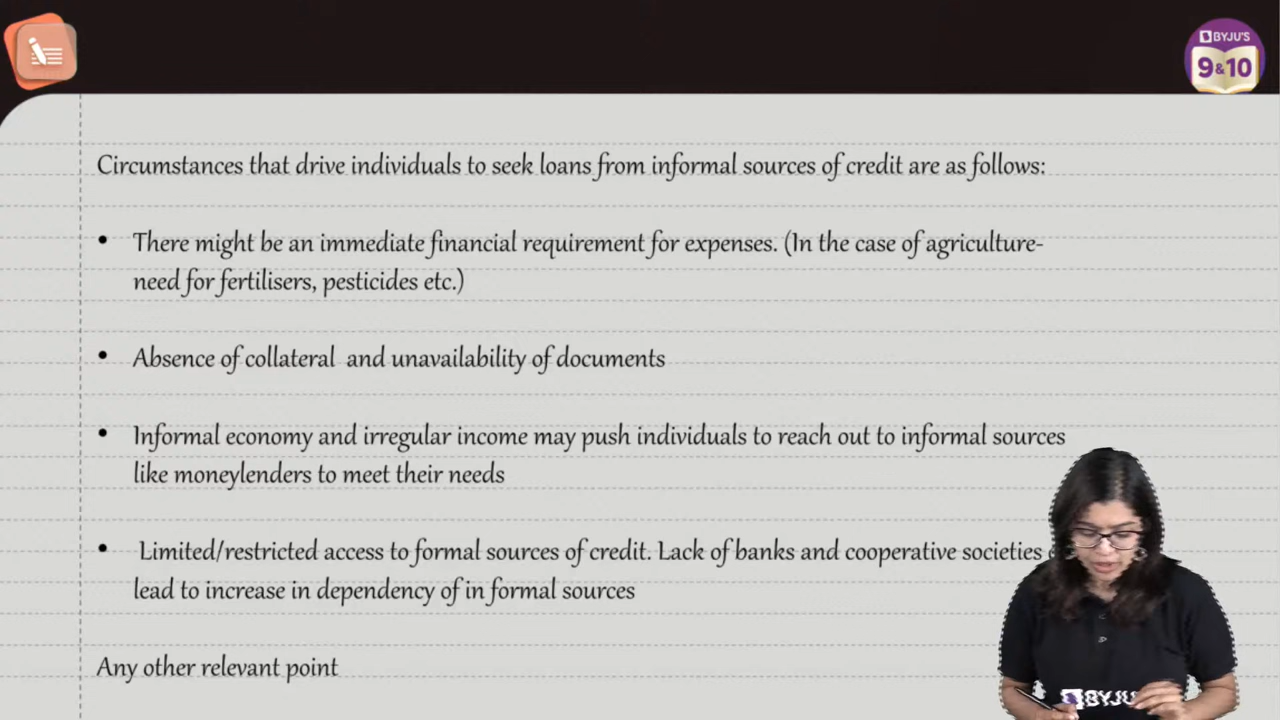 BYJU'S
9&10
Circumstances that drive individuals to seek loans from informal sources of credit are as follows:
• There might be an immediate financial requirement for expenses. (In the case of agriculture-
need for fertilisers, pesticides etc.)
• Absence of collateral and unavailability of documents
• Informal economy and irregular income may push individuals to reach out to informal sources
like moneylenders to meet their needs
• Limited/restricted access to formal sources of credit. Lack of banks and cooperative societies
lead to increase in dependency of in formal sources
Any other relevant point
BYJU'